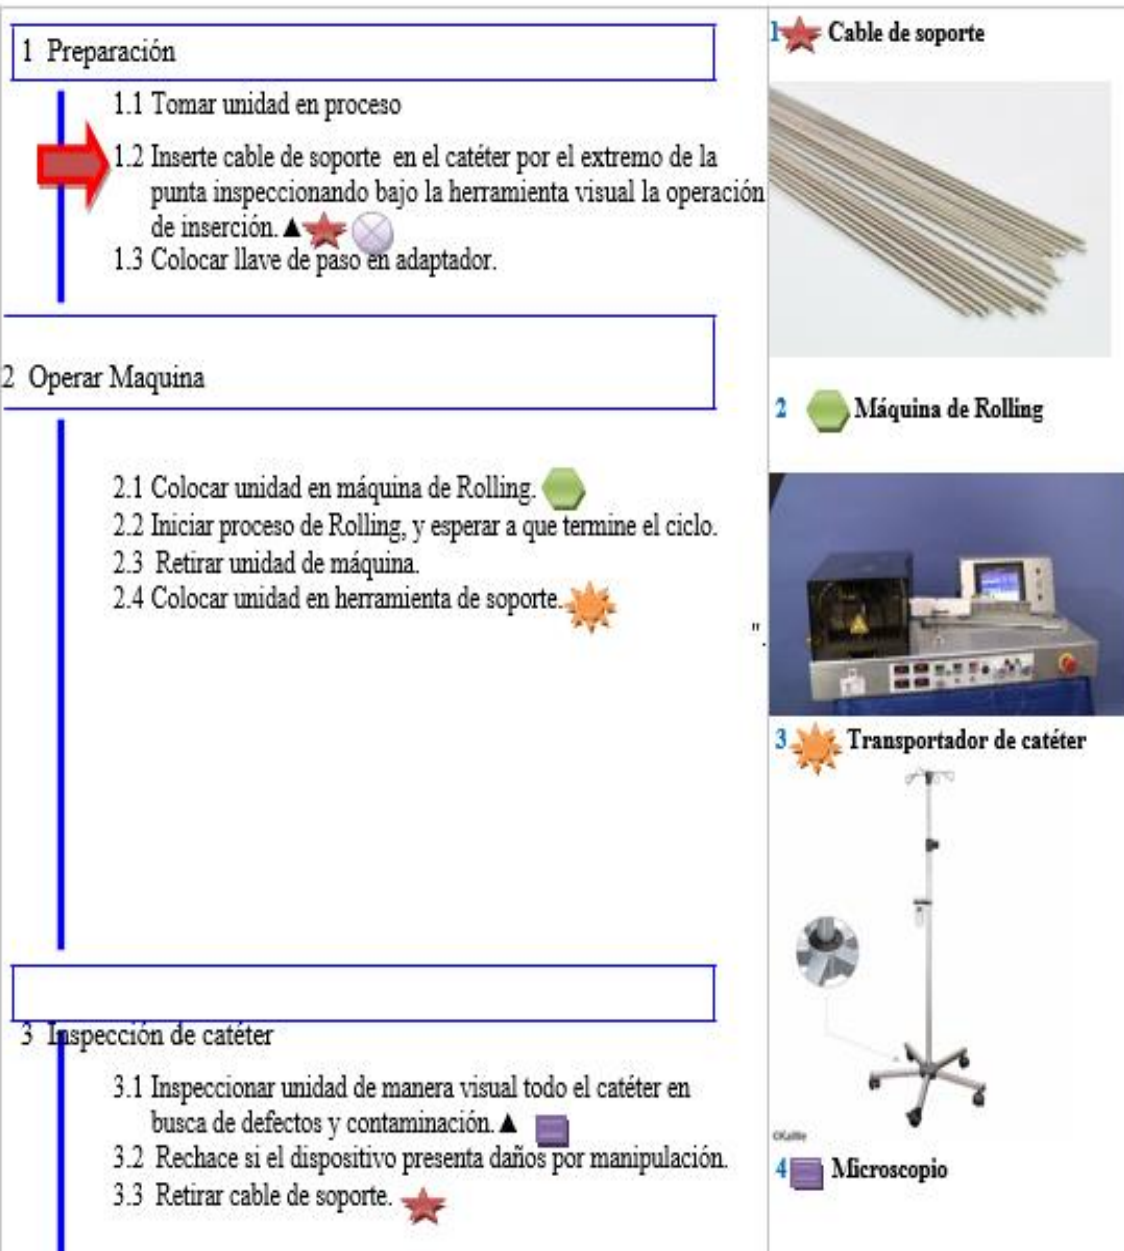 1 Preparación
1.1 Tomar unidad en proceso
1.2 Inserte cable de soporte en el catéter por el extremo de la
punta inspeccionando bajo la herramienta visual la operación
de inserción.▲
1.3 Colocar llave de paso en adaptador.
2 Operar Maquina
2.1 Colocar unidad en máquina de Rolling.
2.2 Iniciar proceso de Rolling, y esperar a que termine el ciclo.
2.3 Retirar unidad de máquina.
2.4 Colocar unidad en herramienta de soporte.
".
3 Inspección de catéter
3.1 Inspeccionar unidad de manera visual todo el catéter en
busca de defectos y contaminación.▲
3.2 Rechace si el dispositivo presenta daños por manipulación.
3.3 Retirar cable de soporte.
1 Cable de soporte
2 Máquina de Rolling
3 Transportador de catéter
4 Microscopio